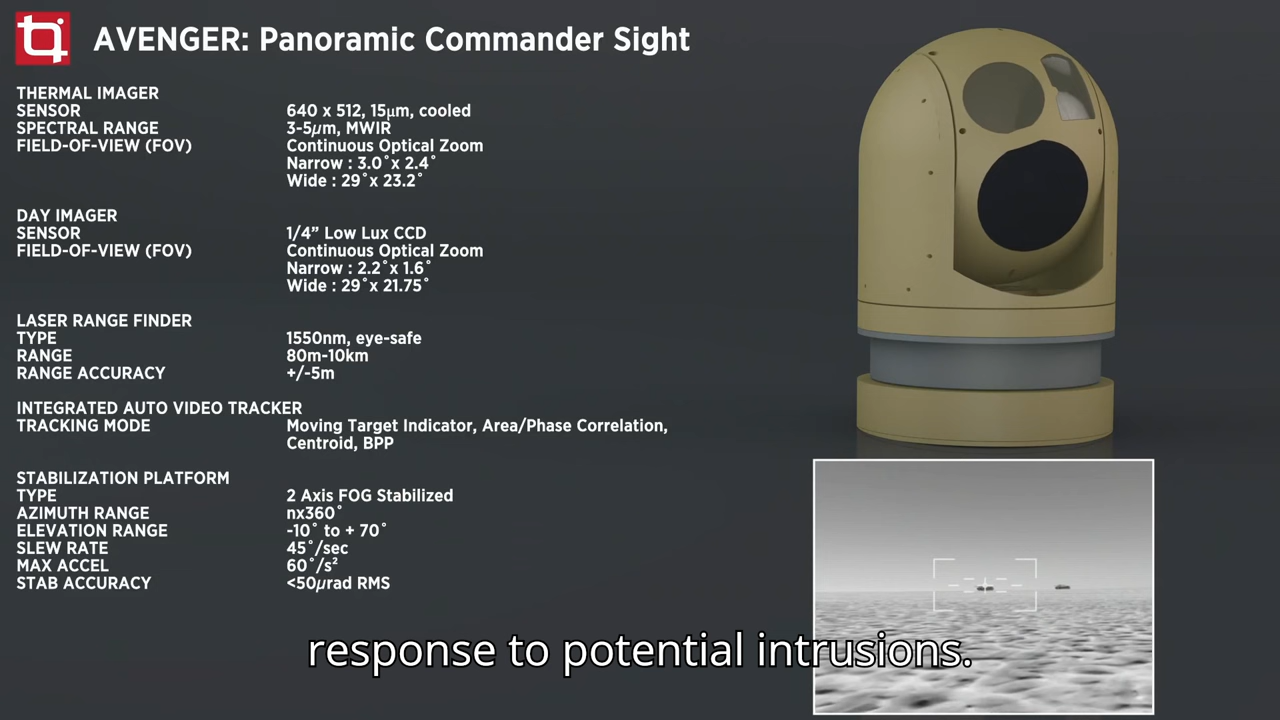 AVENGER: Panoramic Commander Sight
THERMAL IMAGER
SENSOR 640 x 512, 15μm, cooled
SPECTRAL RANGE 3-5μm, MWIR
FIELD-OF-VIEW (FOV) Continuous Optical Zoom
Narrow : 3.0˚x 2.4˚
Wide : 29˚x 23.2˚
DAY IMAGER
SENSOR 1/4” Low Lux CCD
FIELD-OF-VIEW (FOV) Continuous Optical Zoom
Narrow : 2.2˚x 1.6˚
Wide : 29˚x 21.75˚
LASER RANGE FINDER
TYPE 1550nm, eye-safe
RANGE 80m-10km
RANGE ACCURACY +/-5m
INTEGRATED AUTO VIDEO TRACKER
TRACKING MODE Moving Target Indicator, Area/Phase Correlation,
Centroid, BPP
STABILIZATION PLATFORM
TYPE 2 Axis FOG Stabilized
AZIMUTH RANGE nx360˚
ELEVATION RANGE -10˚ to + 70˚
SLEW RATE 45˚/sec
MAX ACCEL 60˚/s²
STAB ACCURACY <50μrad RMS
response to potential intrusions.